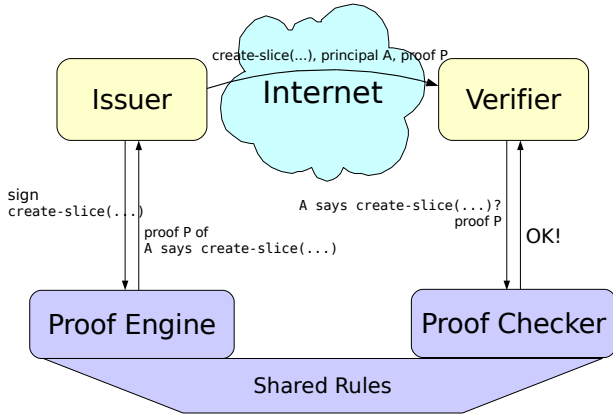 create-slice(...), principal A, proof P
Issuer
Internet
Verifier
sign
create-slice(...)
proof P of
A says create-slice(...)
A says create-slice(...)?
proof P
OK!
Proof Engine
Proof Checker
Shared Rules